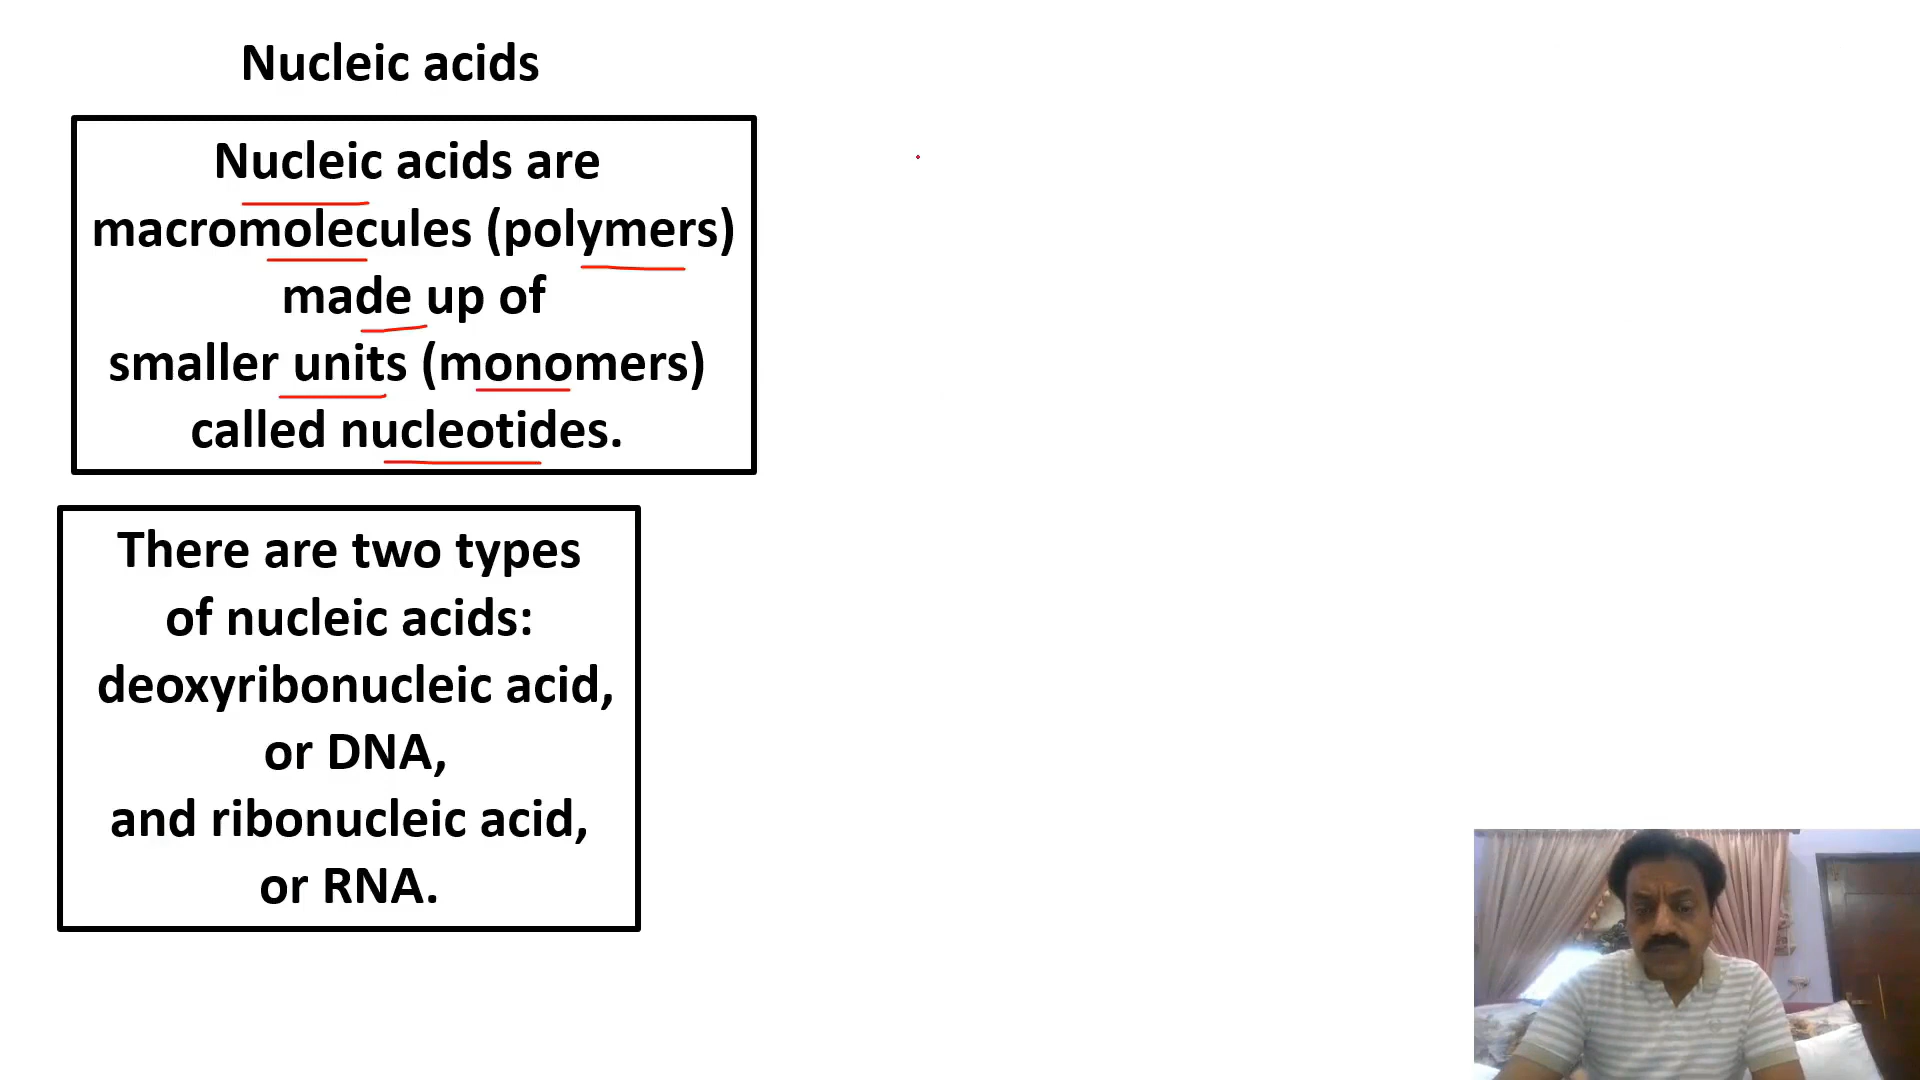 Nucleic acids
Nucleic acids are
macromolecules (polymers)
made up of
smaller units (monomers)
called nucleotides.
There are two types
of nucleic acids:
deoxyribonucleic acid,
or DNA,
and ribonucleic acid,
or RNA.